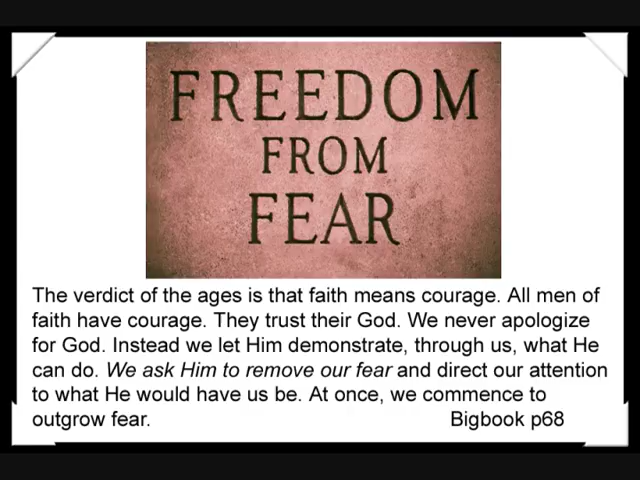 FREEDOM
FROM
FEAR
The verdict of the ages is that faith means courage. All men of
faith have courage. They trust their God. We never apologize
for God. Instead we let Him demonstrate, through us, what He
can do. We ask Him to remove our fear and direct our attention
to what He would have us be. At once, we commence to
outgrow fear. Bigbook p68